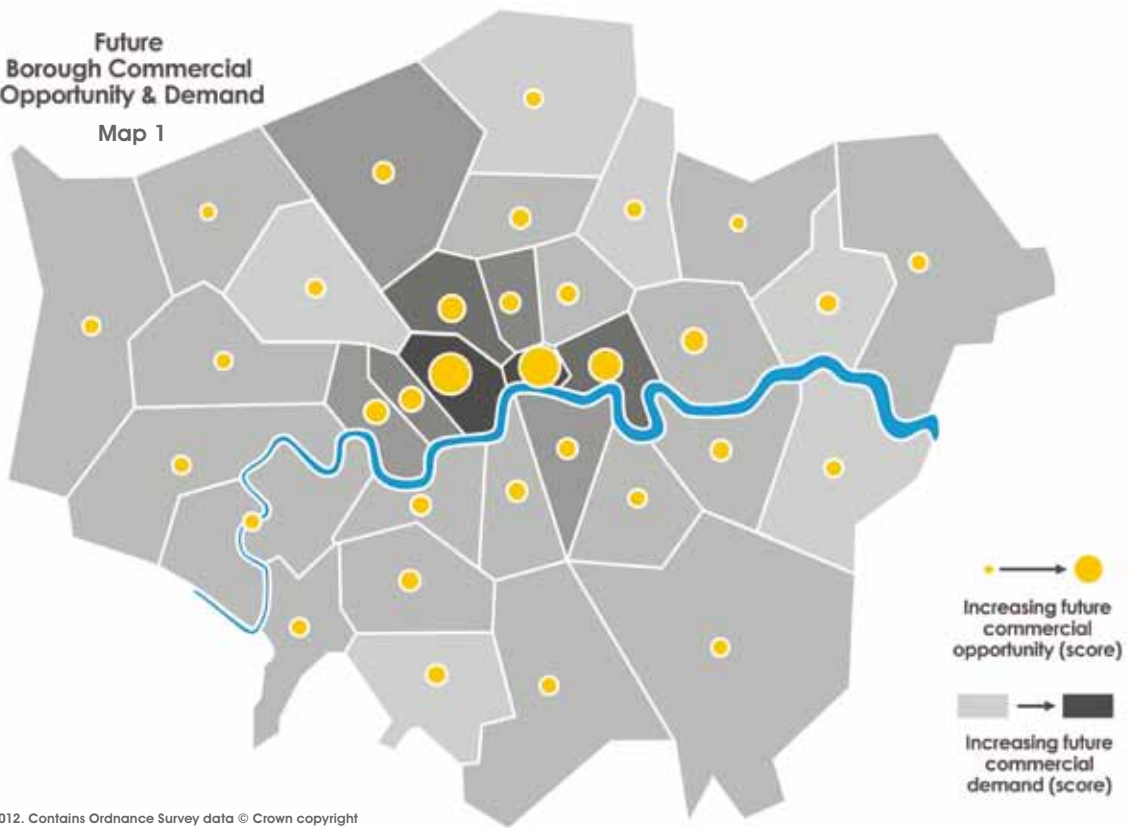 Future
Borough Commercial
Opportunity & Demand
Map 1
Increasing future
commercial
opportunity (score)
Increasing future
commercial
demand (score)
012. Contains Ordnance Survey data © Crown copyright